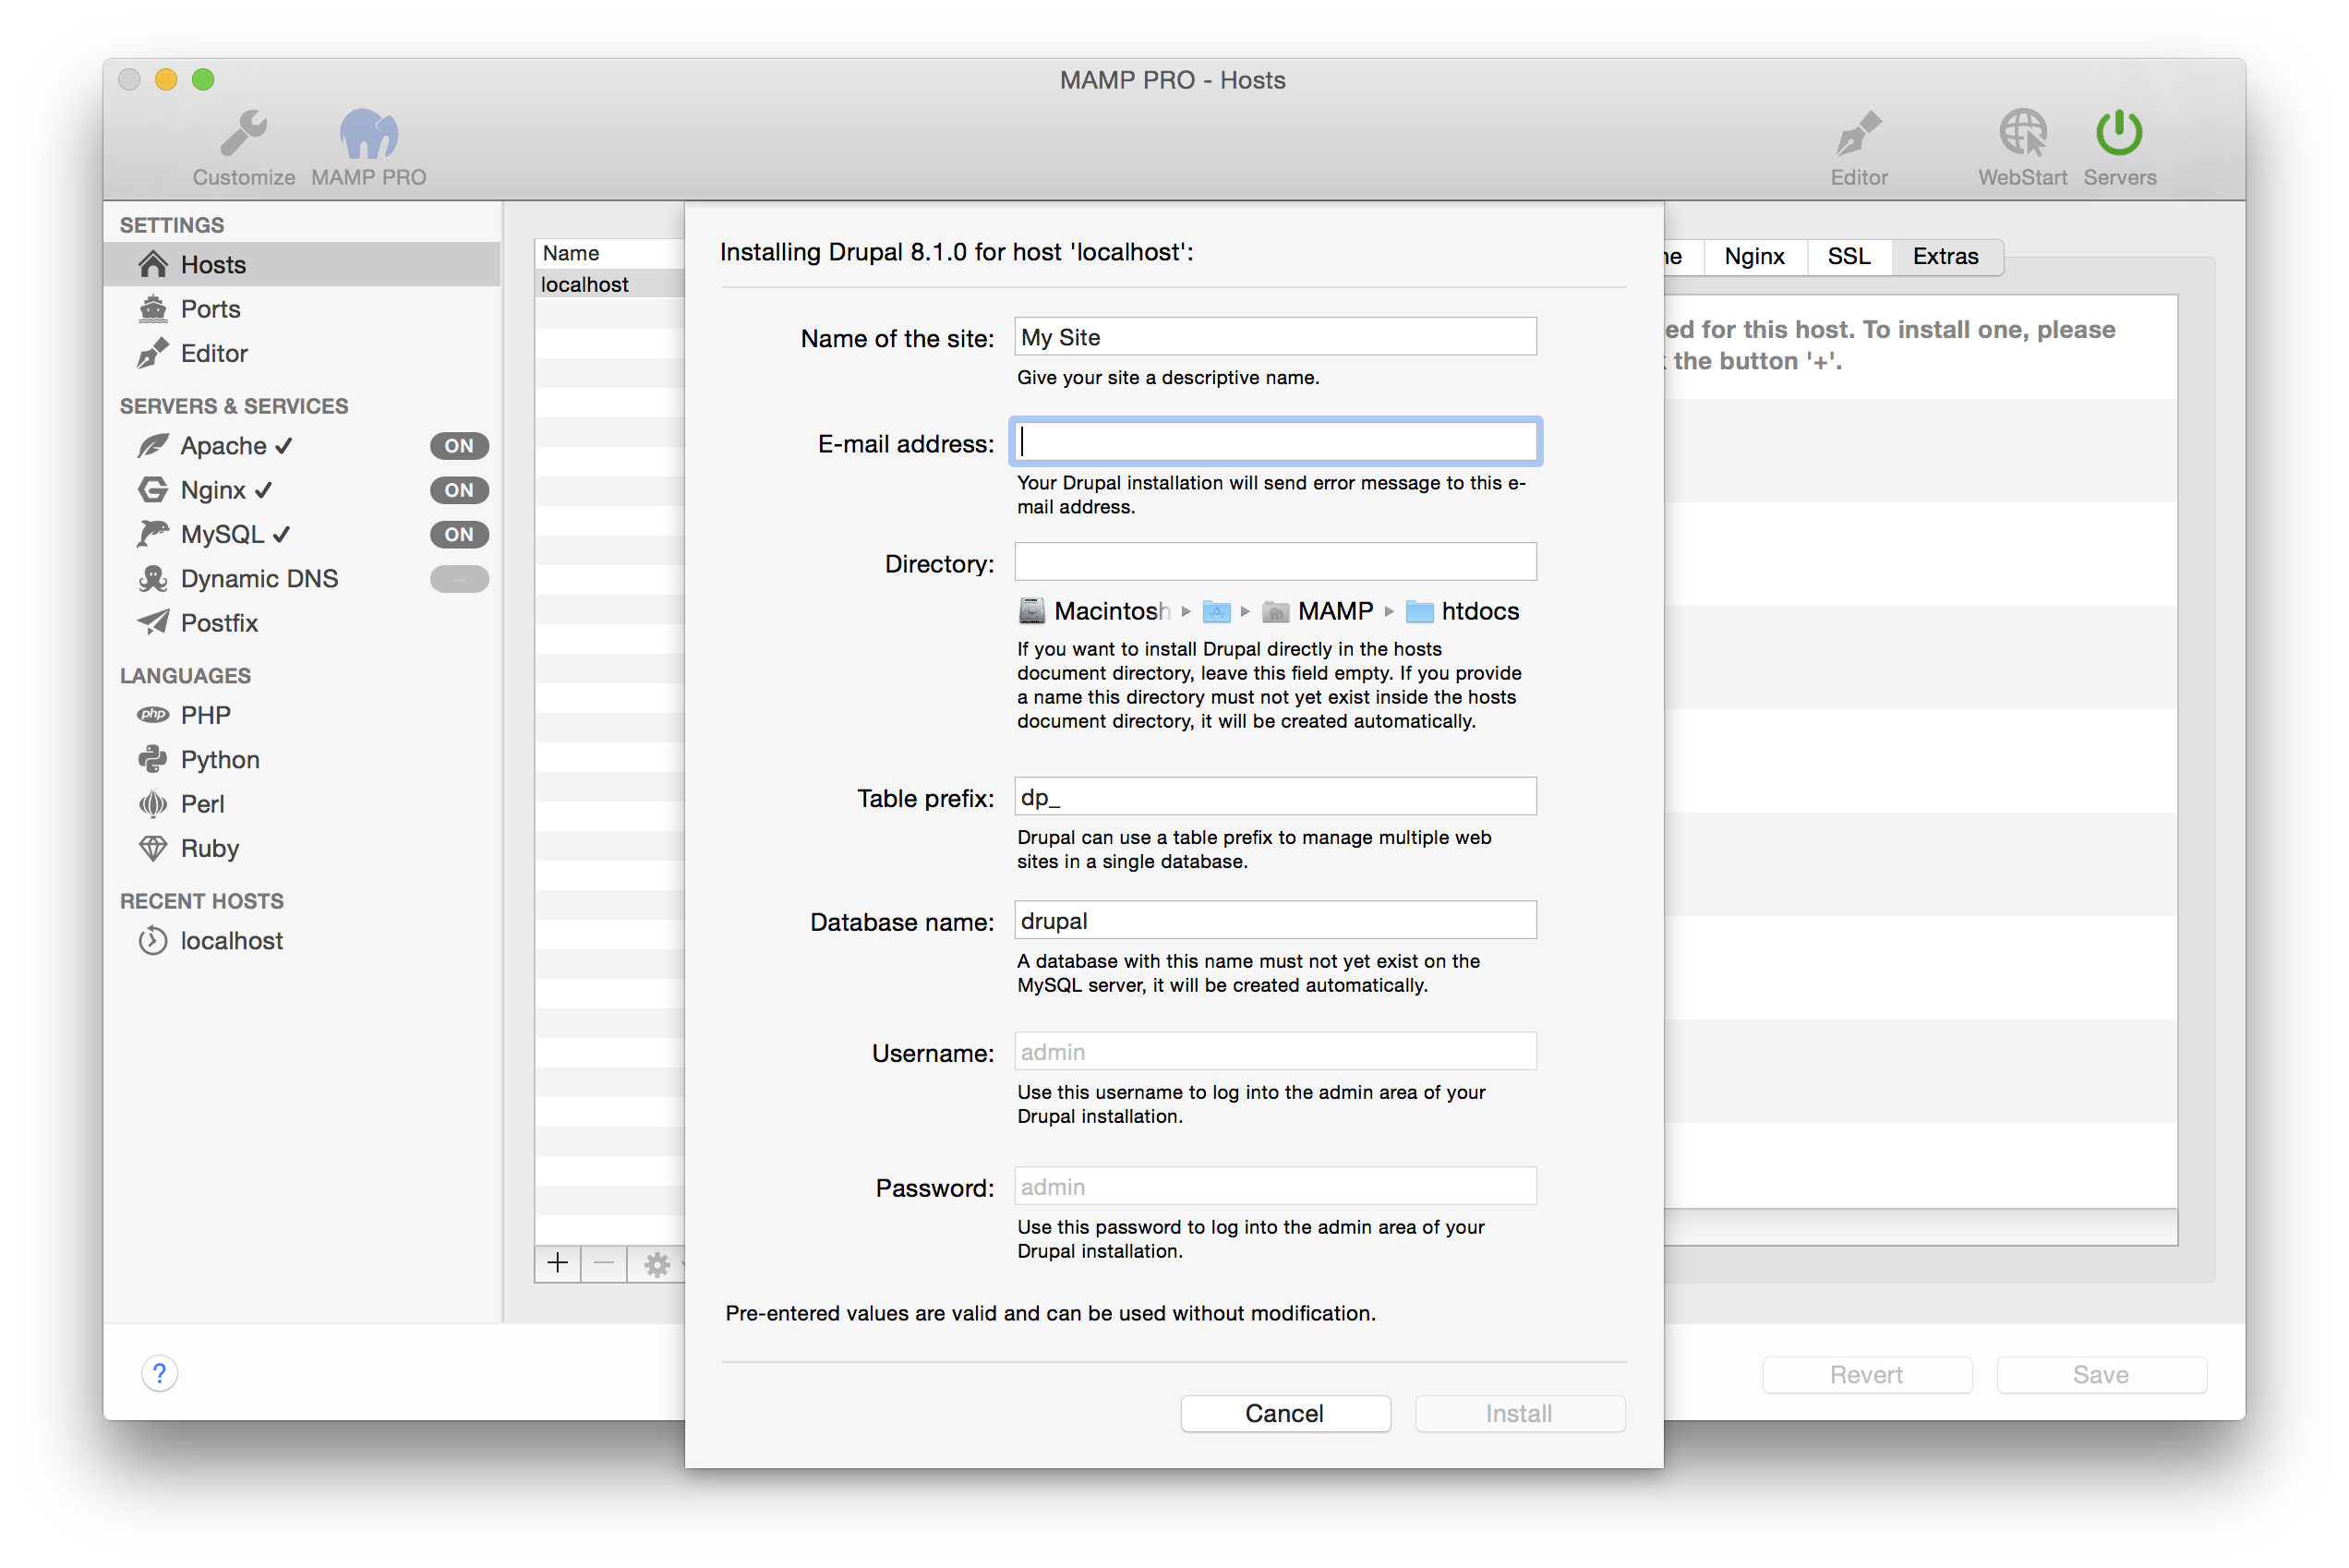 MAMP PRO - Hosts
Customize
MAMP PRO
Editor
WebStart
Servers
SETTINGS
Hosts
Ports
Editor
SERVERS & SERVICES
Apache ✓ ON
Nginx ✓ ON
MySQL ✓ ON
Dynamic DNS
Postfix
LANGUAGES
php PHP
Python
Perl
Ruby
RECENT HOSTS
localhost
Name
localhost
Installing Drupal 8.1.0 for host 'localhost':
Name of the site: My Site
Give your site a descriptive name.
E-mail address:
Your Drupal installation will send error message to this e-
mail address.
Directory:
Macintosh ▸ ▸ MAMP ▸ htdocs
If you want to install Drupal directly in the hosts
document directory, leave this field empty. If you provide
a name this directory must not yet exist inside the hosts
document directory, it will be created automatically.
Table prefix: dp_
Drupal can use a table prefix to manage multiple web
sites in a single database.
Database name: drupal
A database with this name must not yet exist on the
MySQL server, it will be created automatically.
Username: admin
Use this username to log into the admin area of your
Drupal installation.
Password: admin
Use this password to log into the admin area of your
Drupal installation.
Pre-entered values are valid and can be used without modification.
Cancel
Install
Nginx
SSL
Extras
ed for this host. To install one, please
the button '+'.
?
Revert
Save